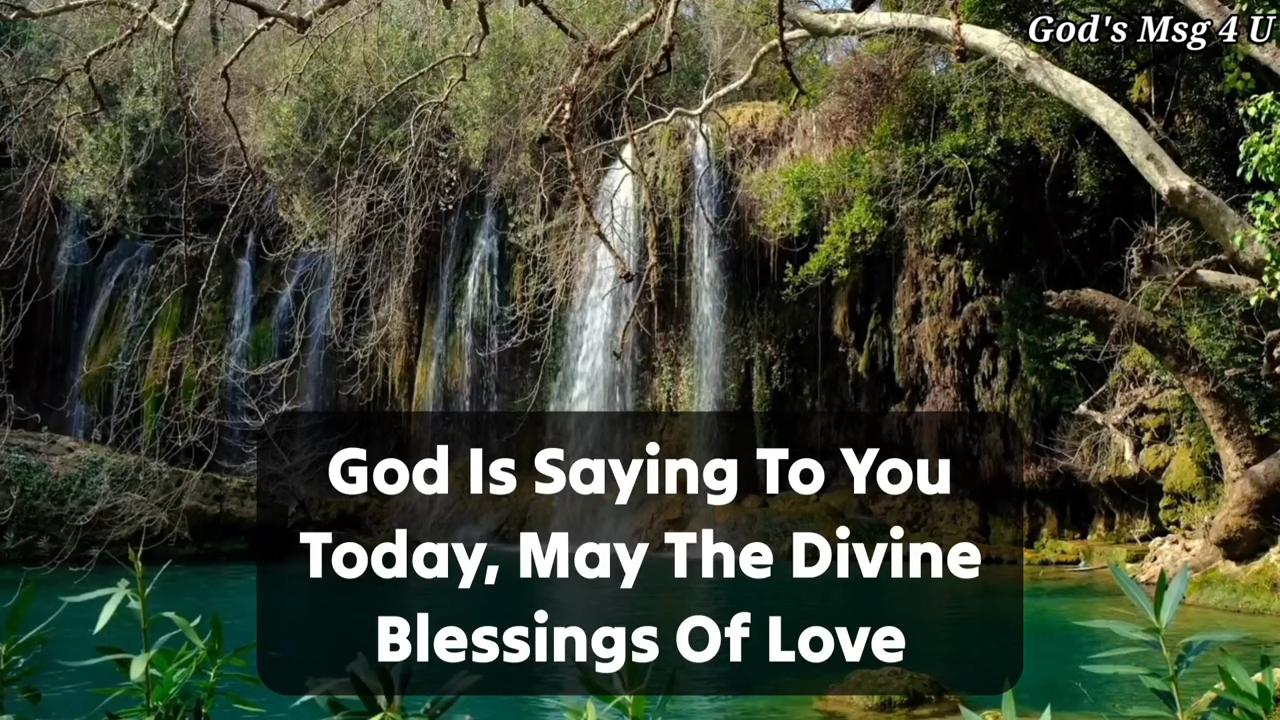 God's Msg 4 U
God Is Saying To You
Today, May The Divine
Blessings Of Love